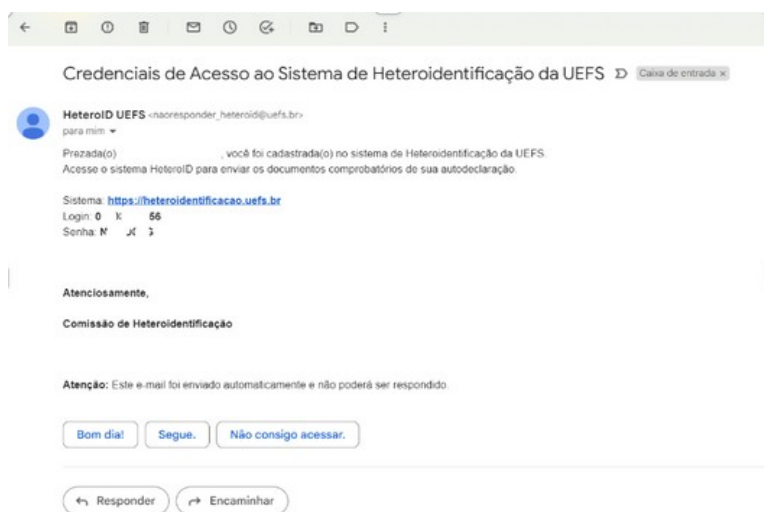 Credenciais de Acesso ao Sistema de Heteroidentificação da UEFS Caixa de entrada ×
HeteroID UEFS <naoresponder_heteroid@uefs.br>
para mim
Prezada(o) , você foi cadastrada(o) no sistema de Heteroidentificação da UEFS.
Acesse o sistema HeteroID para enviar os documentos comprobatórios de sua autodeclaração.
Sistema: https://heteroidentificacao.uefs.br
Login:
Senha:
Atenciosamente,
Comissão de Heteroidentificação
Atenção: Este e-mail foi enviado automaticamente e não poderá ser respondido.
Bom dia! Segue. Não consigo acessar.
Responder Encaminhar